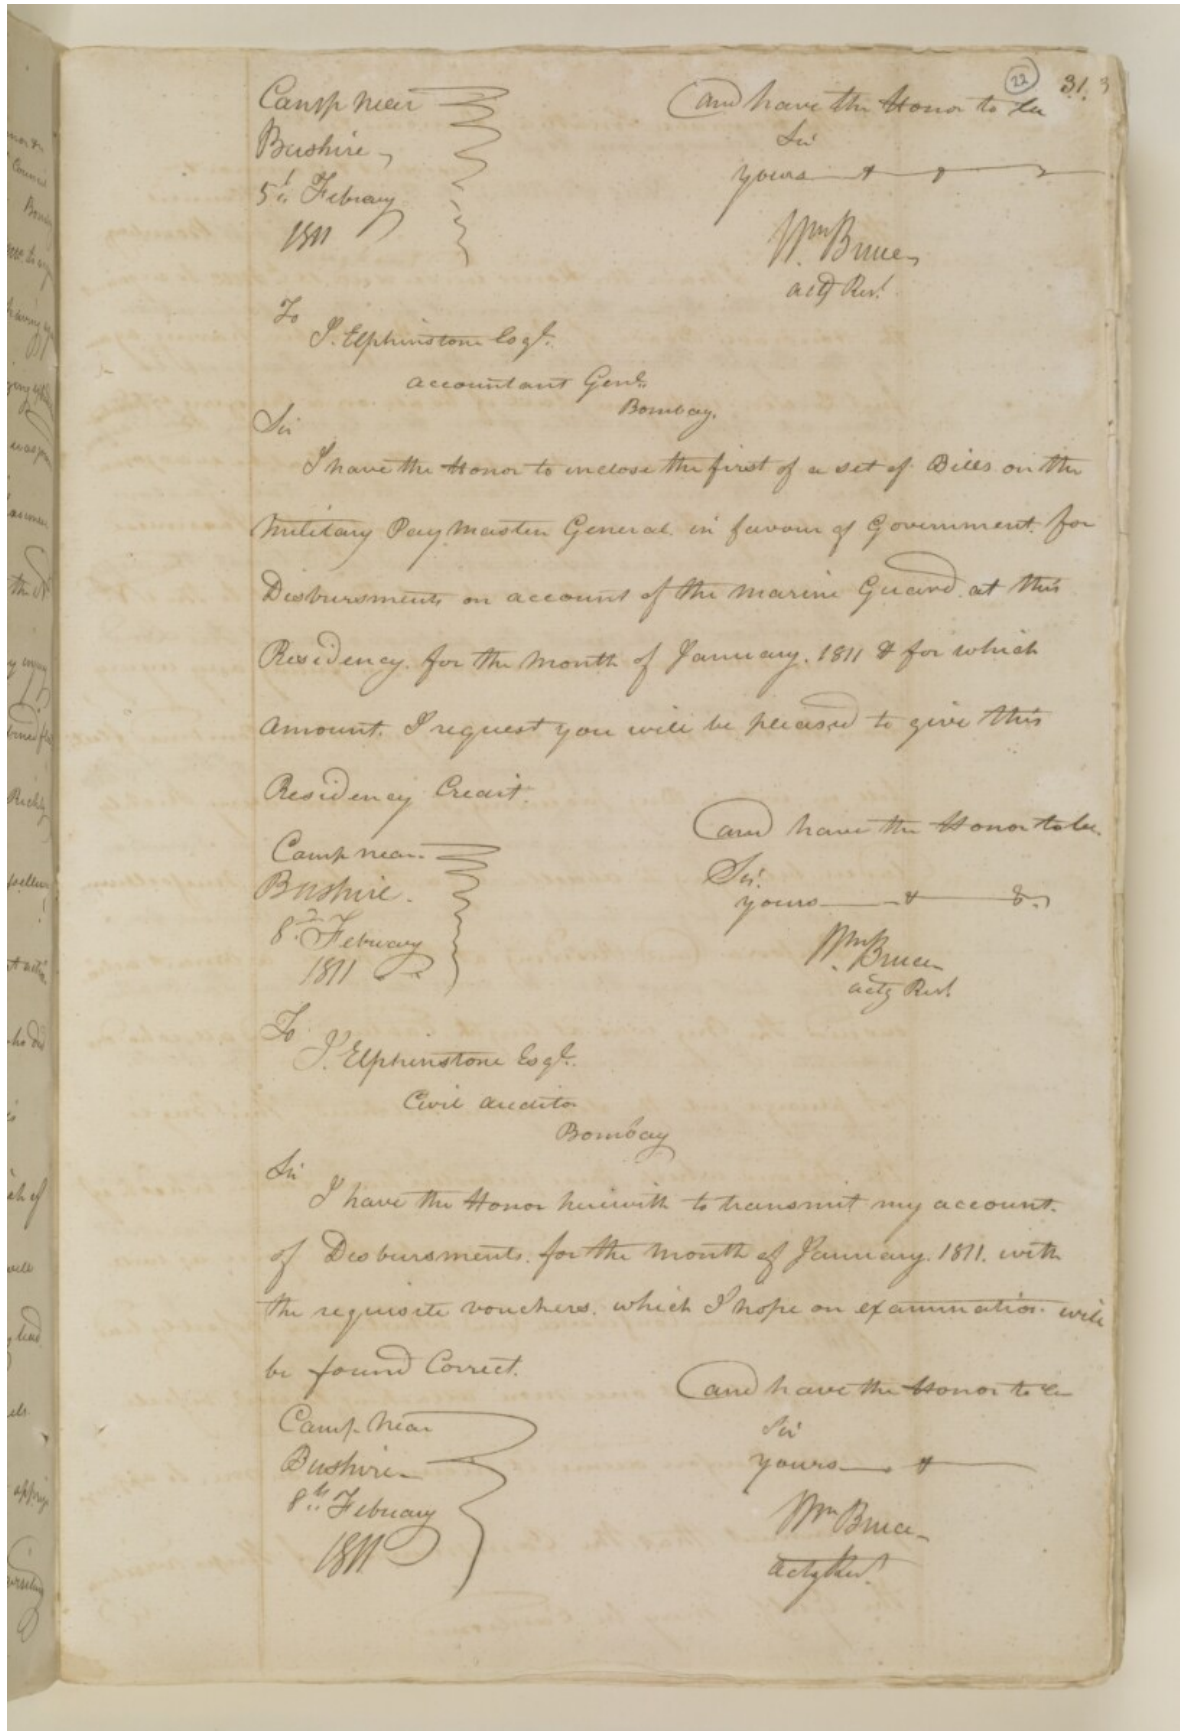 22 31 3
Camp near
Bushire
5th Febuary
1811
and have the Honor to be
Sir
yours &
Wm Bruce
actg Rest
To
J. Elphinstone Esqr.
accountant Genl.
Bombay.
Sir
I have the Honor to inclose the first of a set of Bills on the
Military Pay Master General in favour of Government for
Disbursments on account of the Marine Guard at this
Residency for the Month of January. 1811 & for which
Amount. I request you will be pleased to give this
Residency Credit.
and have the Honor to be.
Camp near
Bushire.
8th Febuary
1811
Sir.
yours & &
Wm Bruce
actg Rest.
To
J. Elphinstone Esqr.
Civil Auditor
Bombay
Sir
I have the Honor herewith to transmit my account.
of Disbursments. for the Month of January. 1811. with
the requisite vouchers. which I hope on examination will
be found Correct.
and have the Honor to be
Camp Near
Bushire
8th Febuary
1811
Sir
yours &
Wm Bruce
Actg Rest.